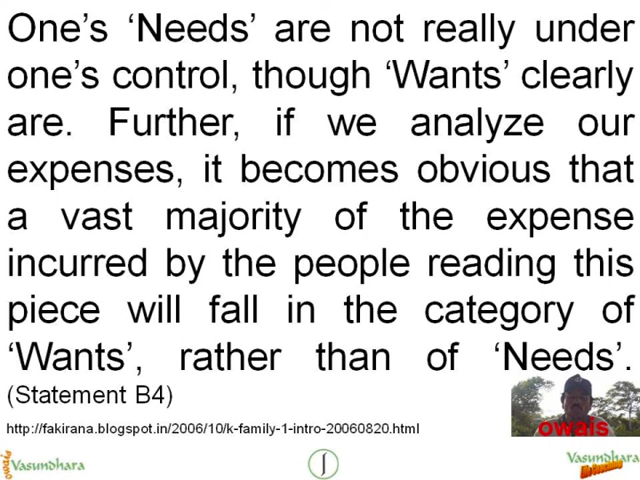 One’s ‘Needs’ are not really under
one’s control, though ‘Wants’ clearly
are. Further, if we analyze our
expenses, it becomes obvious that
a vast majority of the expense
incurred by the people reading this
piece will fall in the category of
‘Wants’, rather than of ‘Needs’.
(Statement B4)
owais
http://fakirana.blogspot.in/2006/10/k-family-1-intro-20060820.html
owais
Vasundhara
Vasundhara
Life Coaching